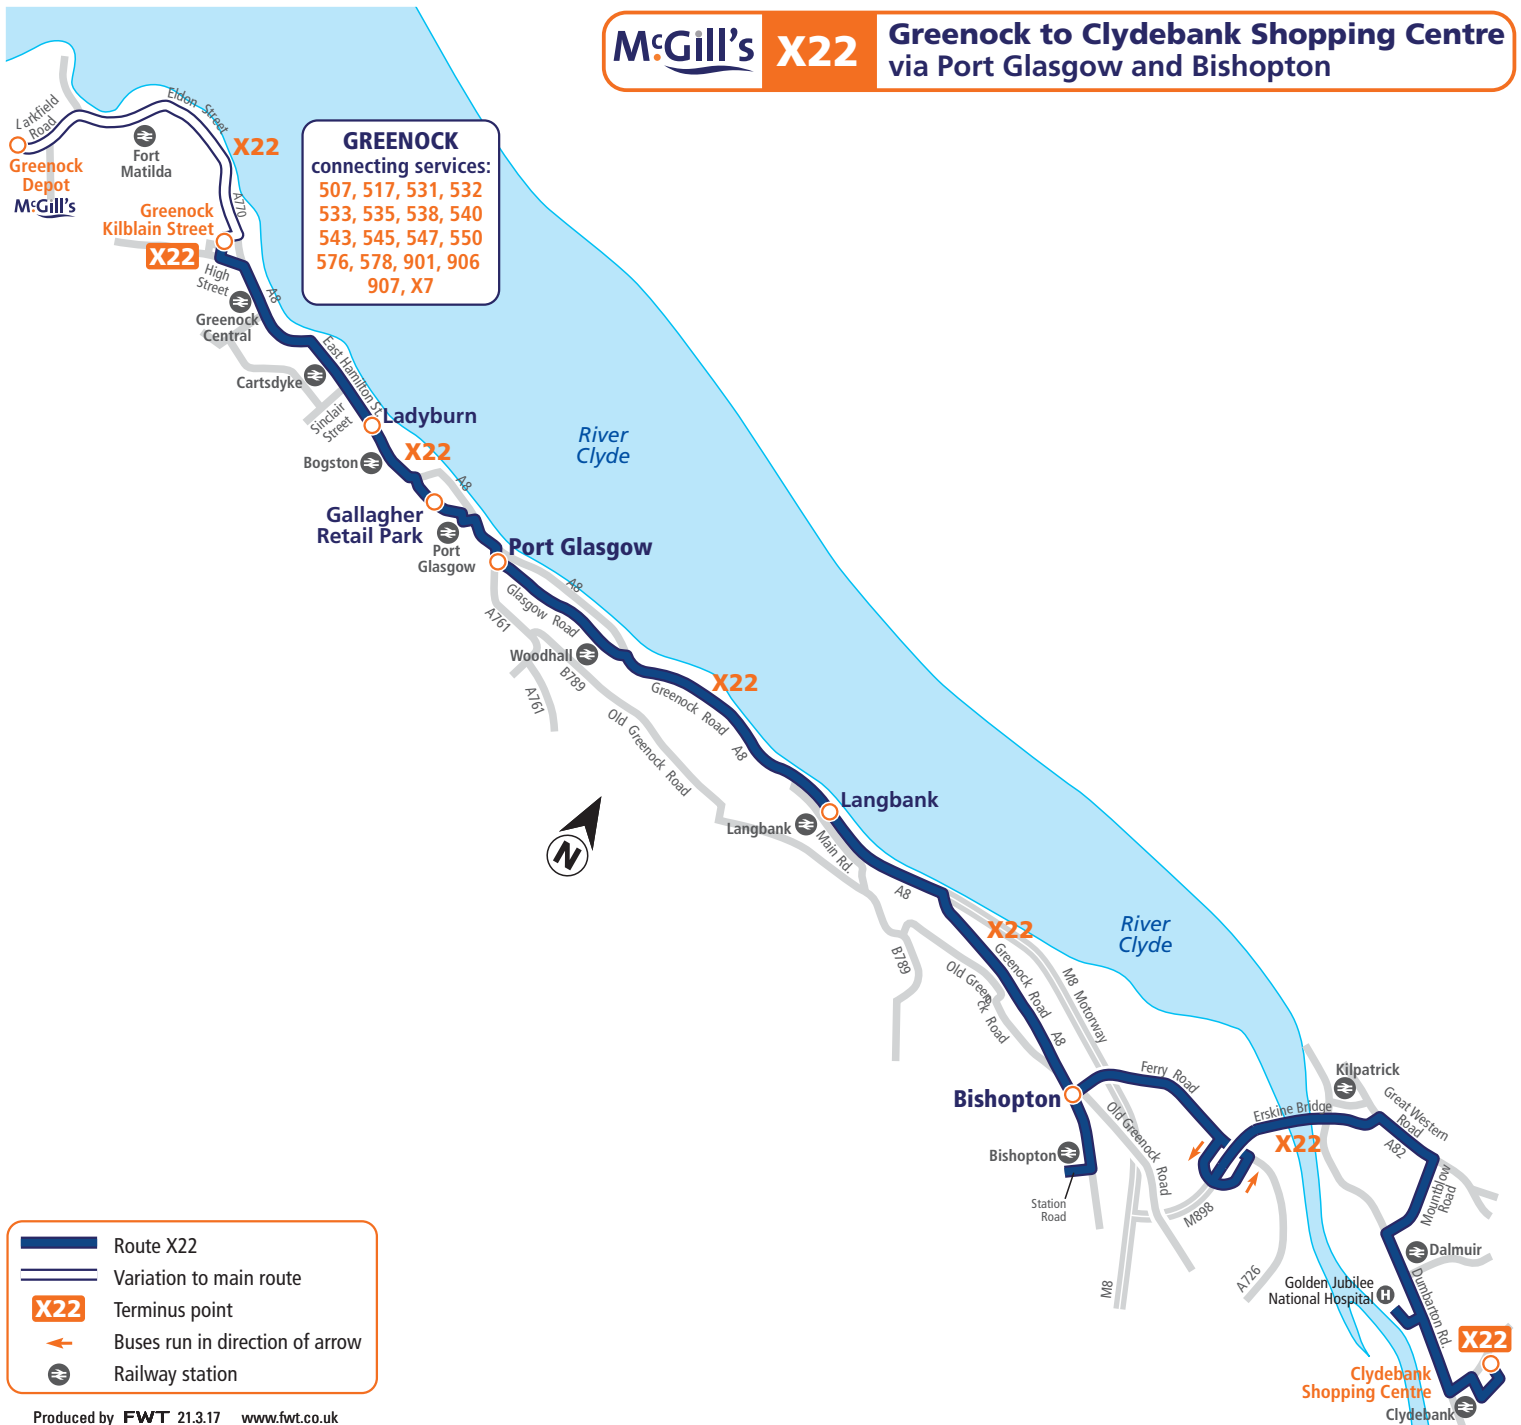 McGill's
X22
Greenock to Clydebank Shopping Centre
via Port Glasgow and Bishopton
Larkfield
Road
Eldon Street
Fort
Matilda
X22
Greenock
Depot
McGill's
A770
Greenock
Kilblain Street
X22
GREENOCK
connecting services:
507, 517, 531, 532
533, 535, 538, 540
543, 545, 547, 550
576, 578, 901, 906
907, X7
High
Street
A8
Greenock
Central
East Hamilton St.
Cartsdyke
Sinclair
Street
Ladyburn
X22
Bogston
A8
Gallagher
Retail Park
Port
Glasgow
Port Glasgow
A8
Glasgow Road
A761
Woodhall
B789
A761
River
Clyde
X22
Greenock Road
A8
Old Greenock Road
N
Langbank
Langbank
Main Rd.
A8
X22
River
Clyde
B789
Old Green
ck Road
Greenock Road
A8
M8 Motorway
Bishopton
Ferry Road
Old Greenock Road
Bishopton
Station
Road
M8
M898
A726
Erskine Bridge
X22
Kilpatrick
Great Western
Road
A82
Mountblow
Road
Dalmuir
Golden Jubilee
National Hospital
H
Dumbarton Rd.
X22
Clydebank
Shopping Centre
Clydebank
Route X22
Variation to main route
X22
Terminus point
Buses run in direction of arrow
Railway station
Produced by FWT 21.3.17 www.fwt.co.uk